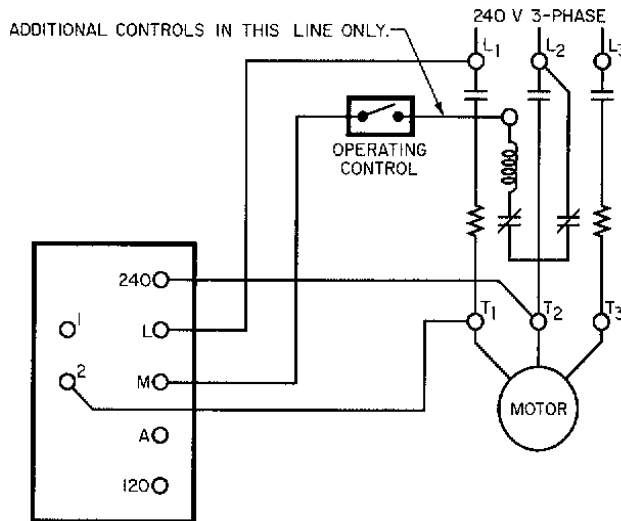 240 V 3-PHASE
ADDITIONAL CONTROLS IN THIS LINE ONLY.
L1
L2
L3
OPERATING
CONTROL
240
1
L
2
M
A
120
T1
T2
T3
MOTOR